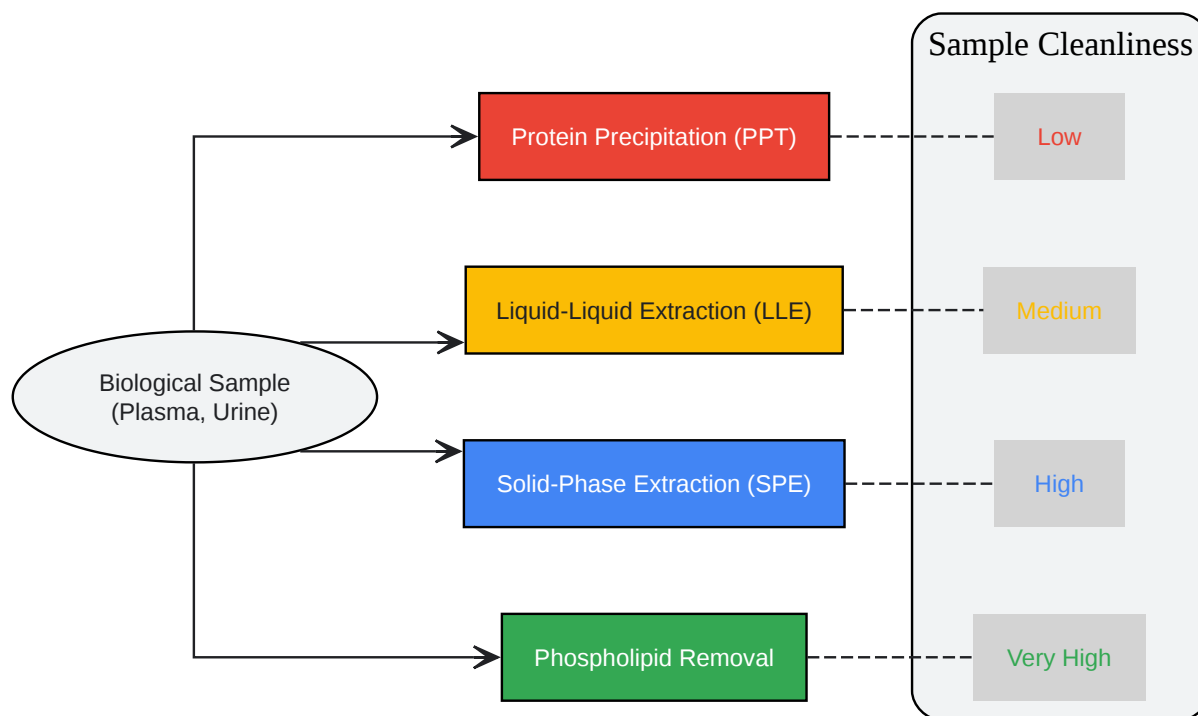 Sample Cleanliness
Protein Precipitation (PPT)
Low
Liquid-Liquid Extraction (LLE)
Medium
Biological Sample
(Plasma, Urine)
Solid-Phase Extraction (SPE)
High
Phospholipid Removal
Very High